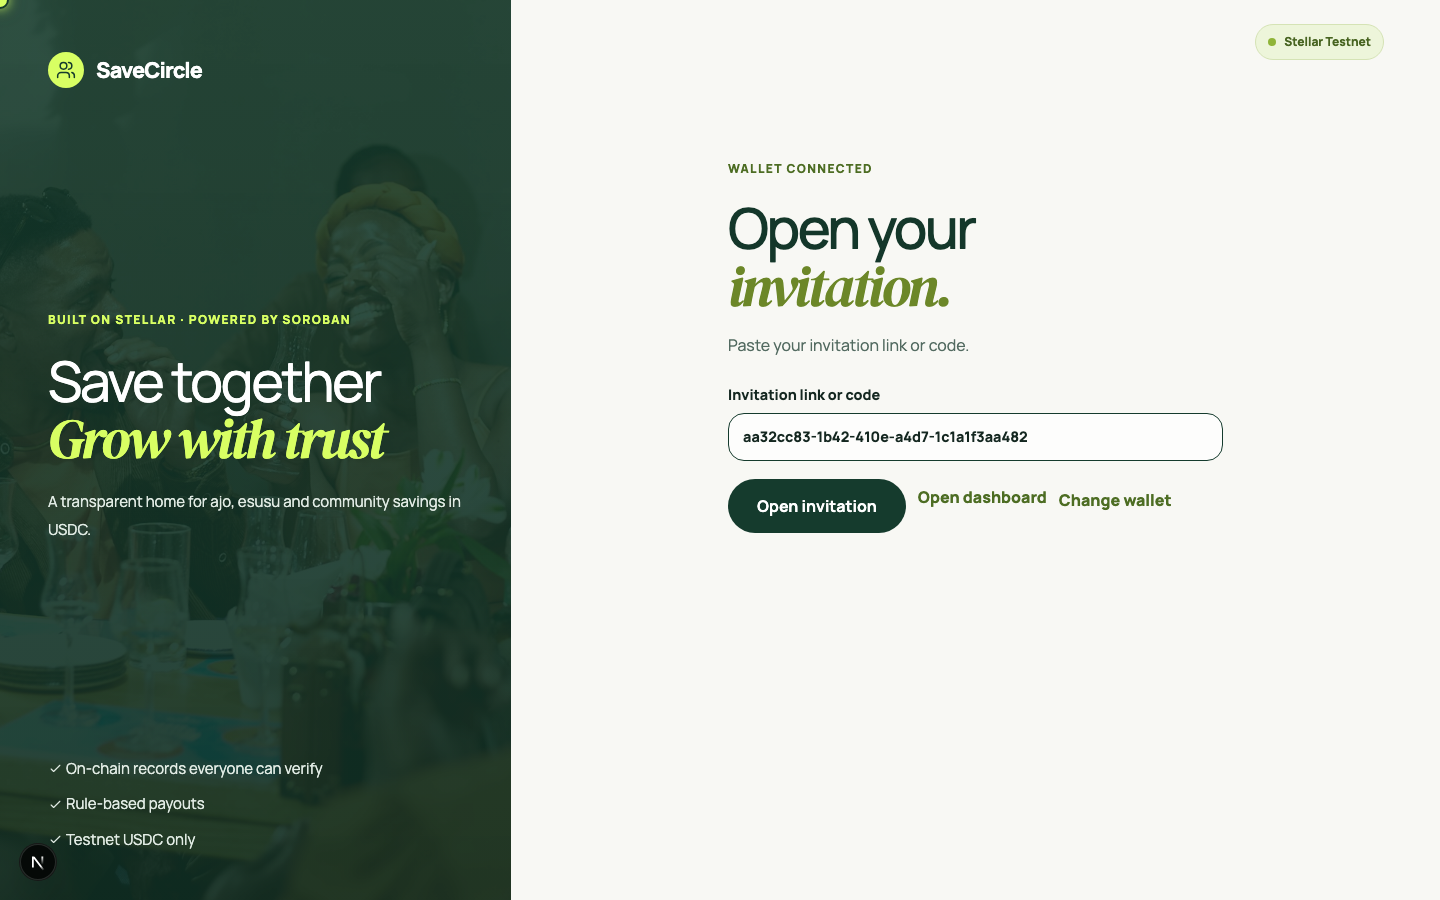 SaveCircle
BUILT ON STELLAR · POWERED BY SOROBAN
Save together
Grow with trust
A transparent home for ajo, esusu and community savings in
USDC.
✓ On-chain records everyone can verify
✓ Rule-based payouts
✓ Testnet USDC only
N
Stellar Testnet
WALLET CONNECTED
Open your
invitation.
Paste your invitation link or code.
Invitation link or code
aa32cc83-1b42-410e-a4d7-1c1a1f3aa482
Open invitation Open dashboard Change wallet